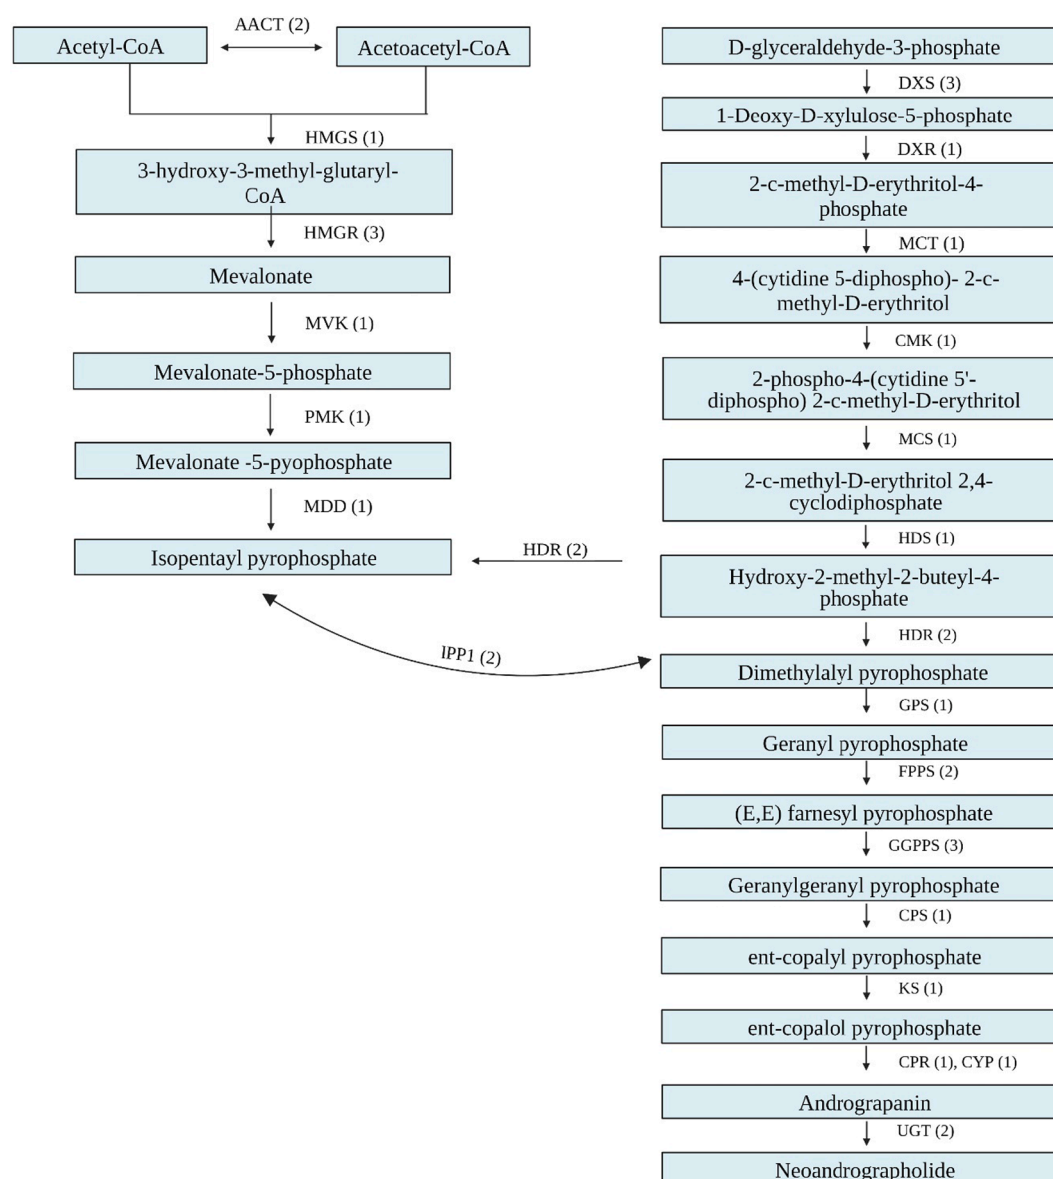 AACT (2)
Acetyl-CoA
Acetoacetyl-CoA
HMGS (1)
3-hydroxy-3-methyl-glutaryl-
CoA
HMGR (3)
Mevalonate
MVK (1)
Mevalonate-5-phosphate
PMK (1)
Mevalonate -5-pyophosphate
MDD (1)
Isopentayl pyrophosphate
HDR (2)
IPP1 (2)
D-glyceraldehyde-3-phosphate
DXS (3)
1-Deoxy-D-xylulose-5-phosphate
DXR (1)
2-c-methyl-D-erythritol-4-
phosphate
MCT (1)
4-(cytidine 5-diphospho)- 2-c-
methyl-D-erythritol
CMK (1)
2-phospho-4-(cytidine 5'-
diphospho) 2-c-methyl-D-erythritol
MCS (1)
2-c-methyl-D-erythritol 2,4-
cyclodiphosphate
HDS (1)
Hydroxy-2-methyl-2-buteyl-4-
phosphate
HDR (2)
Dimethylalyl pyrophosphate
GPS (1)
Geranyl pyrophosphate
FPPS (2)
(E,E) farnesyl pyrophosphate
GGPPS (3)
Geranylgeranyl pyrophosphate
CPS (1)
ent-copalyl pyrophosphate
KS (1)
ent-copalol pyrophosphate
CPR (1), CYP (1)
Andrograpanin
UGT (2)
Neoandrographolide